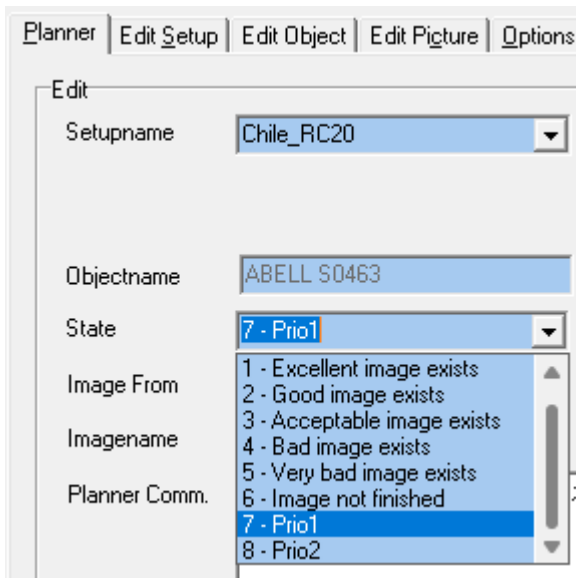 Planner Edit Setup Edit Object Edit Picture Options
Edit
Setupname Chile_RC20
Objectname ABELL S0463
State 7 - Prio1
Image From
Imagename
Planner Comm.
1 - Excellent image exists
2 - Good image exists
3 - Acceptable image exists
4 - Bad image exists
5 - Very bad image exists
6 - Image not finished
7 - Prio1
8 - Prio2